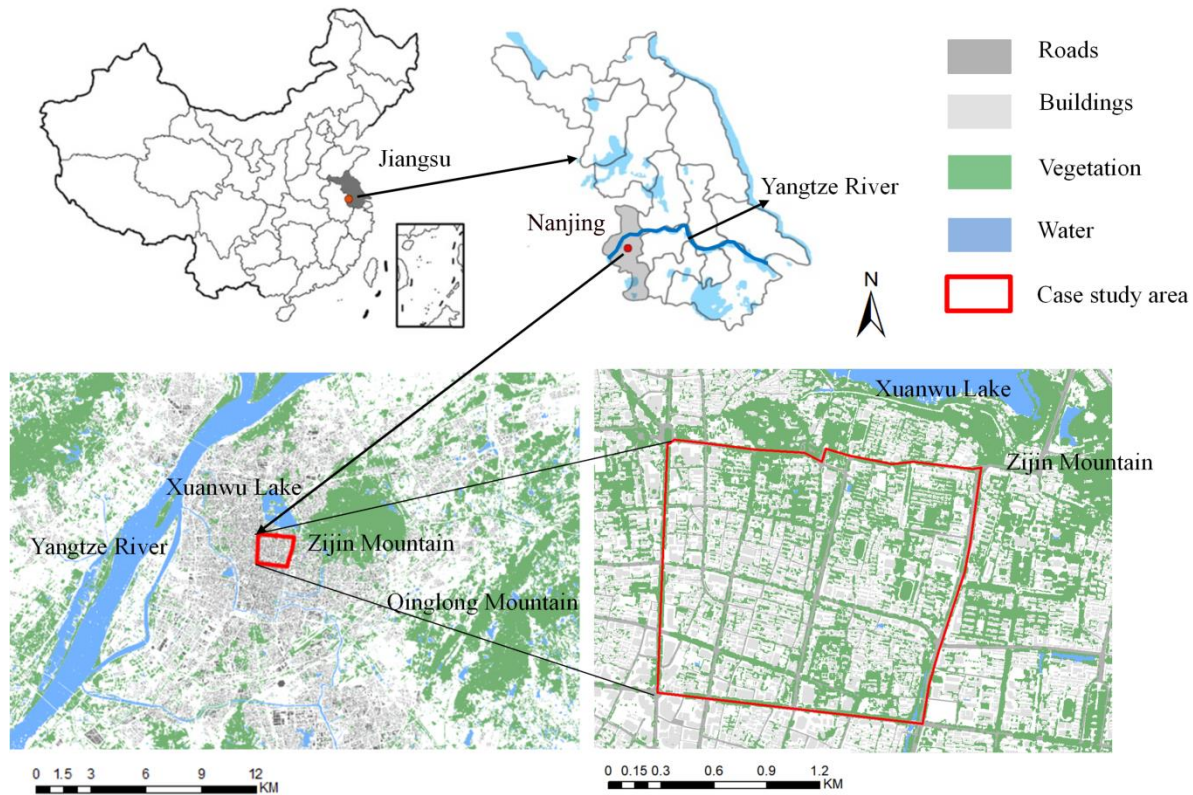 Jiangsu
Nanjing
Yangtze River
N
Roads
Buildings
Vegetation
Water
Case study area
Xuanwu Lake
Yangtze River
Zijin Mountain
Qinglong Mountain
0 1.5 3 6 9 12
KM
Xuanwu Lake
Zijin Mountain
0 0.15 0.3 0.6 0.9 1.2
KM